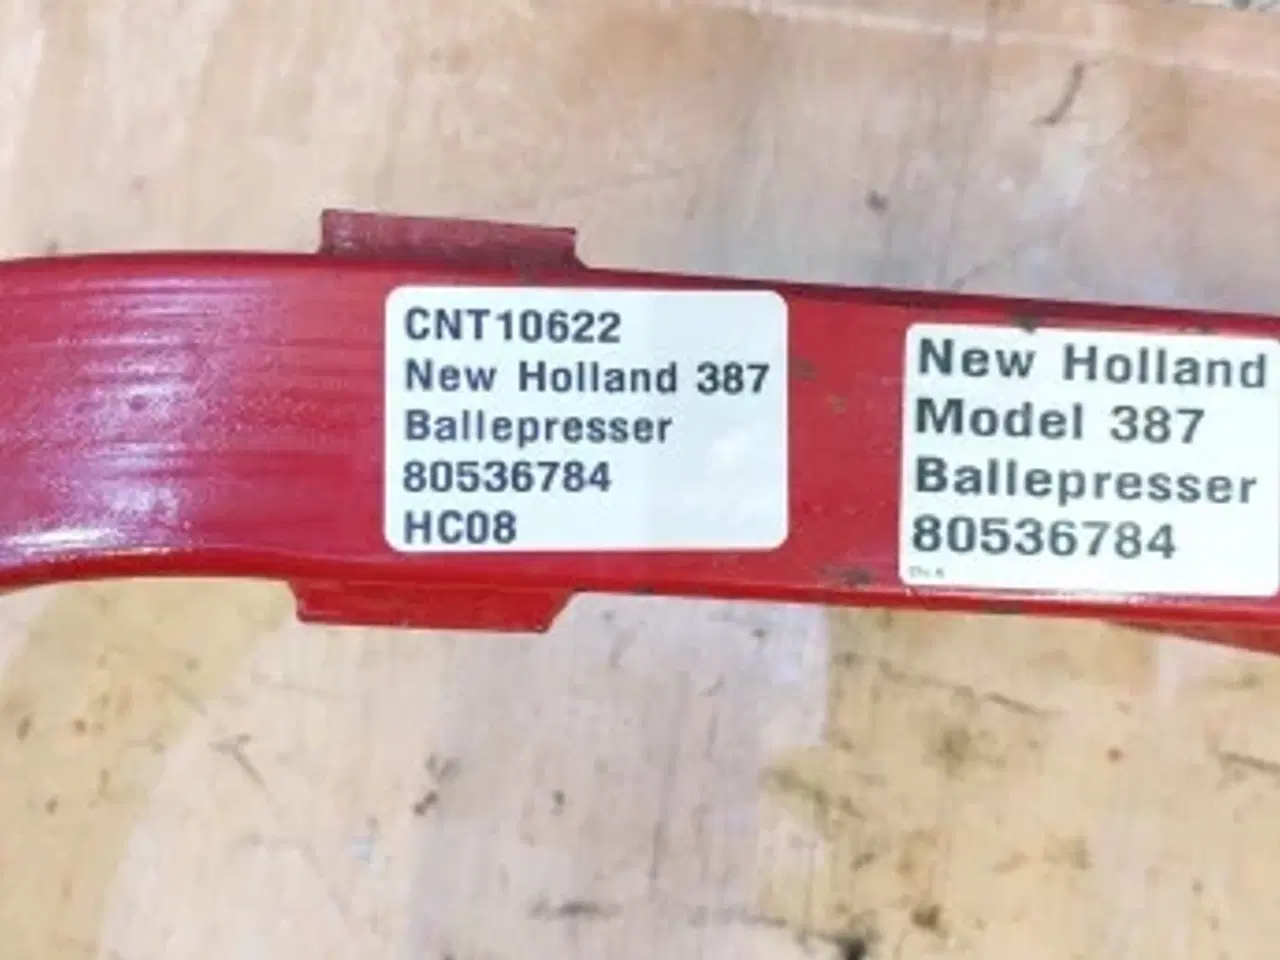 CNT10622
New Holland 387
Ballepresser
80536784
HC08
New Holland
Model 387
Ballepresser
80536784